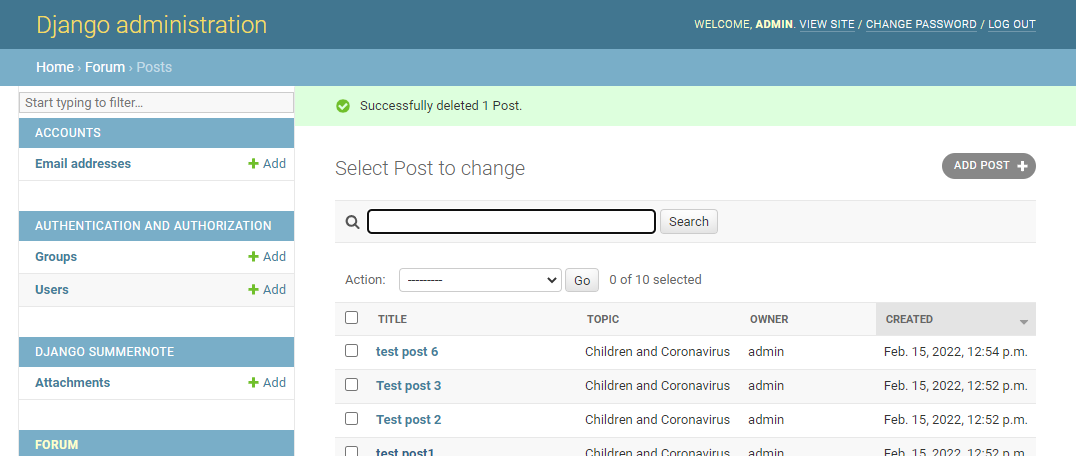 Django administration
WELCOME, ADMIN. VIEW SITE / CHANGE PASSWORD / LOG OUT
Home › Forum › Posts
Start typing to filter...
ACCOUNTS
Email addresses + Add
AUTHENTICATION AND AUTHORIZATION
Groups + Add
Users + Add
DJANGO SUMMERNOTE
Attachments + Add
FORUM
Successfully deleted 1 Post.
Select Post to change
ADD POST +
Search
Action: --------- Go 0 of 10 selected
TITLE TOPIC OWNER CREATED
test post 6 Children and Coronavirus admin Feb. 15, 2022, 12:54 p.m.
Test post 3 Children and Coronavirus admin Feb. 15, 2022, 12:52 p.m.
Test post 2 Children and Coronavirus admin Feb. 15, 2022, 12:52 p.m.
test post1 Children and Coronavirus admin Feb. 15, 2022, 12:52 p.m.